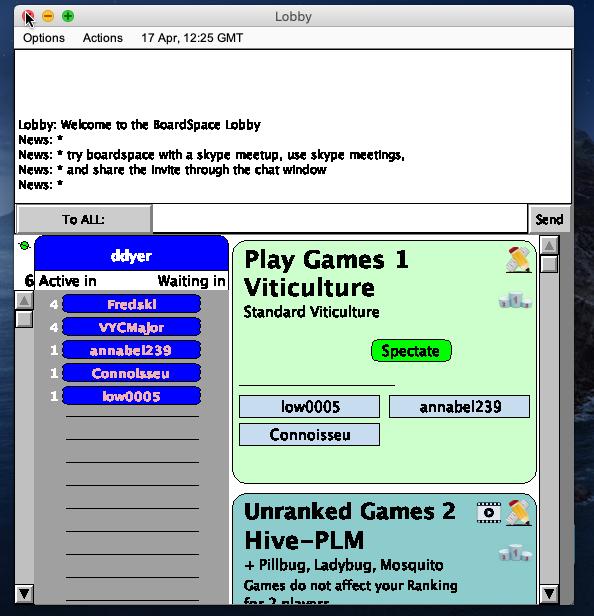 Lobby
Options Actions 17 Apr, 12:25 GMT
Lobby: Welcome to the BoardSpace Lobby
News: *
News: * try boardspace with a skype meetup, use skype meetings,
News: * and share the invite through the chat window
News: *
To ALL: Send
ddyer
6 Active in Waiting in
4 Fredski
4 VYCMajor
1 annabel239
1 Connoisseu
1 low0005
Play Games 1
Viticulture
Standard Viticulture
Spectate
low0005 annabel239
Connoisseu
Unranked Games 2
Hive-PLM
+ Pillbug, Ladybug, Mosquito
Games do not affect your Ranking
for 2 players